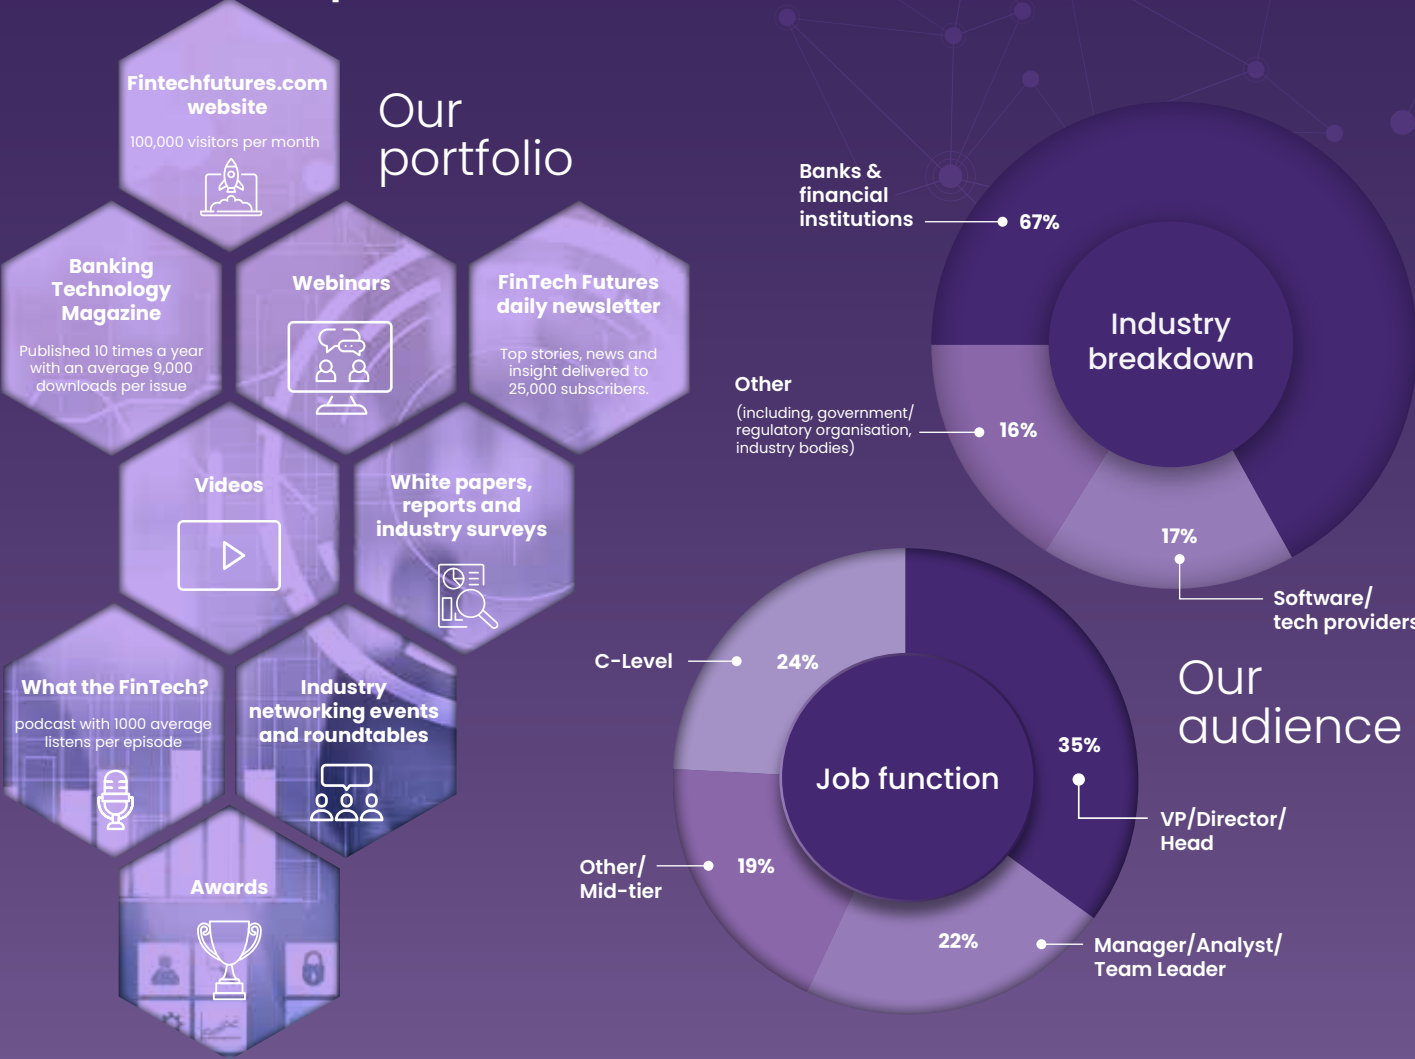 Fintechfutures.com
website
100,000 visitors per month
Our
portfolio
Banking
Technology
Magazine
Published 10 times a year
with an average 9,000
downloads per issue
Webinars
FinTech Futures
daily newsletter
Top stories, news and
insight delivered to
25,000 subscribers.
Videos
White papers,
reports and
industry surveys
What the FinTech?
podcast with 1000 average
listens per episode
Industry
networking events
and roundtables
Awards
Banks &
financial
institutions
67%
Industry
breakdown
Other
(including, government/
regulatory organisation,
industry bodies)
16%
17%
Software/
tech providers
Our
audience
C-Level
24%
35%
Job function
VP/Director/
Head
Other/
Mid-tier
19%
22%
Manager/Analyst/
Team Leader